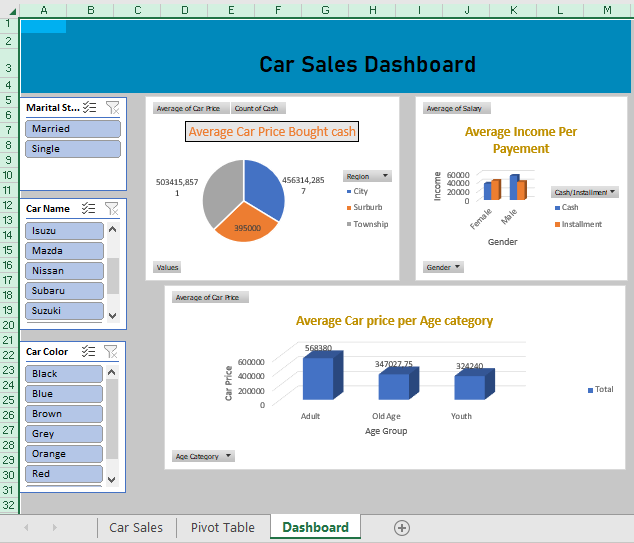 A B C D E F G H I J K L M
1
2
3
4
5
6
7
8
9
10
11
12
13
14
15
16
17
18
19
20
21
22
23
24
25
26
27
28
29
30
31
32
Car Sales Dashboard
Marital St...
Married
Single
Car Name
Isuzu
Mazda
Nissan
Subaru
Suzuki
Car Color
Black
Blue
Brown
Grey
Orange
Red
Average of Car Price Count of Cash
Average Car Price Bought cash
503415,857
1
456314,285
7
395000
Region
City
Surburb
Township
Values
Average of Salary
Average Income Per
Payement
Income
60000
40000
20000
0
Female
Male
Gender
Cash/Installment
Cash
Installment
Gender
Average of Car Price
Average Car price per Age category
Car Price
600000
400000
200000
0
568380
347027,75
324240
Adult Old Age Youth
Age Group
Total
Age Category
Car Sales Pivot Table Dashboard